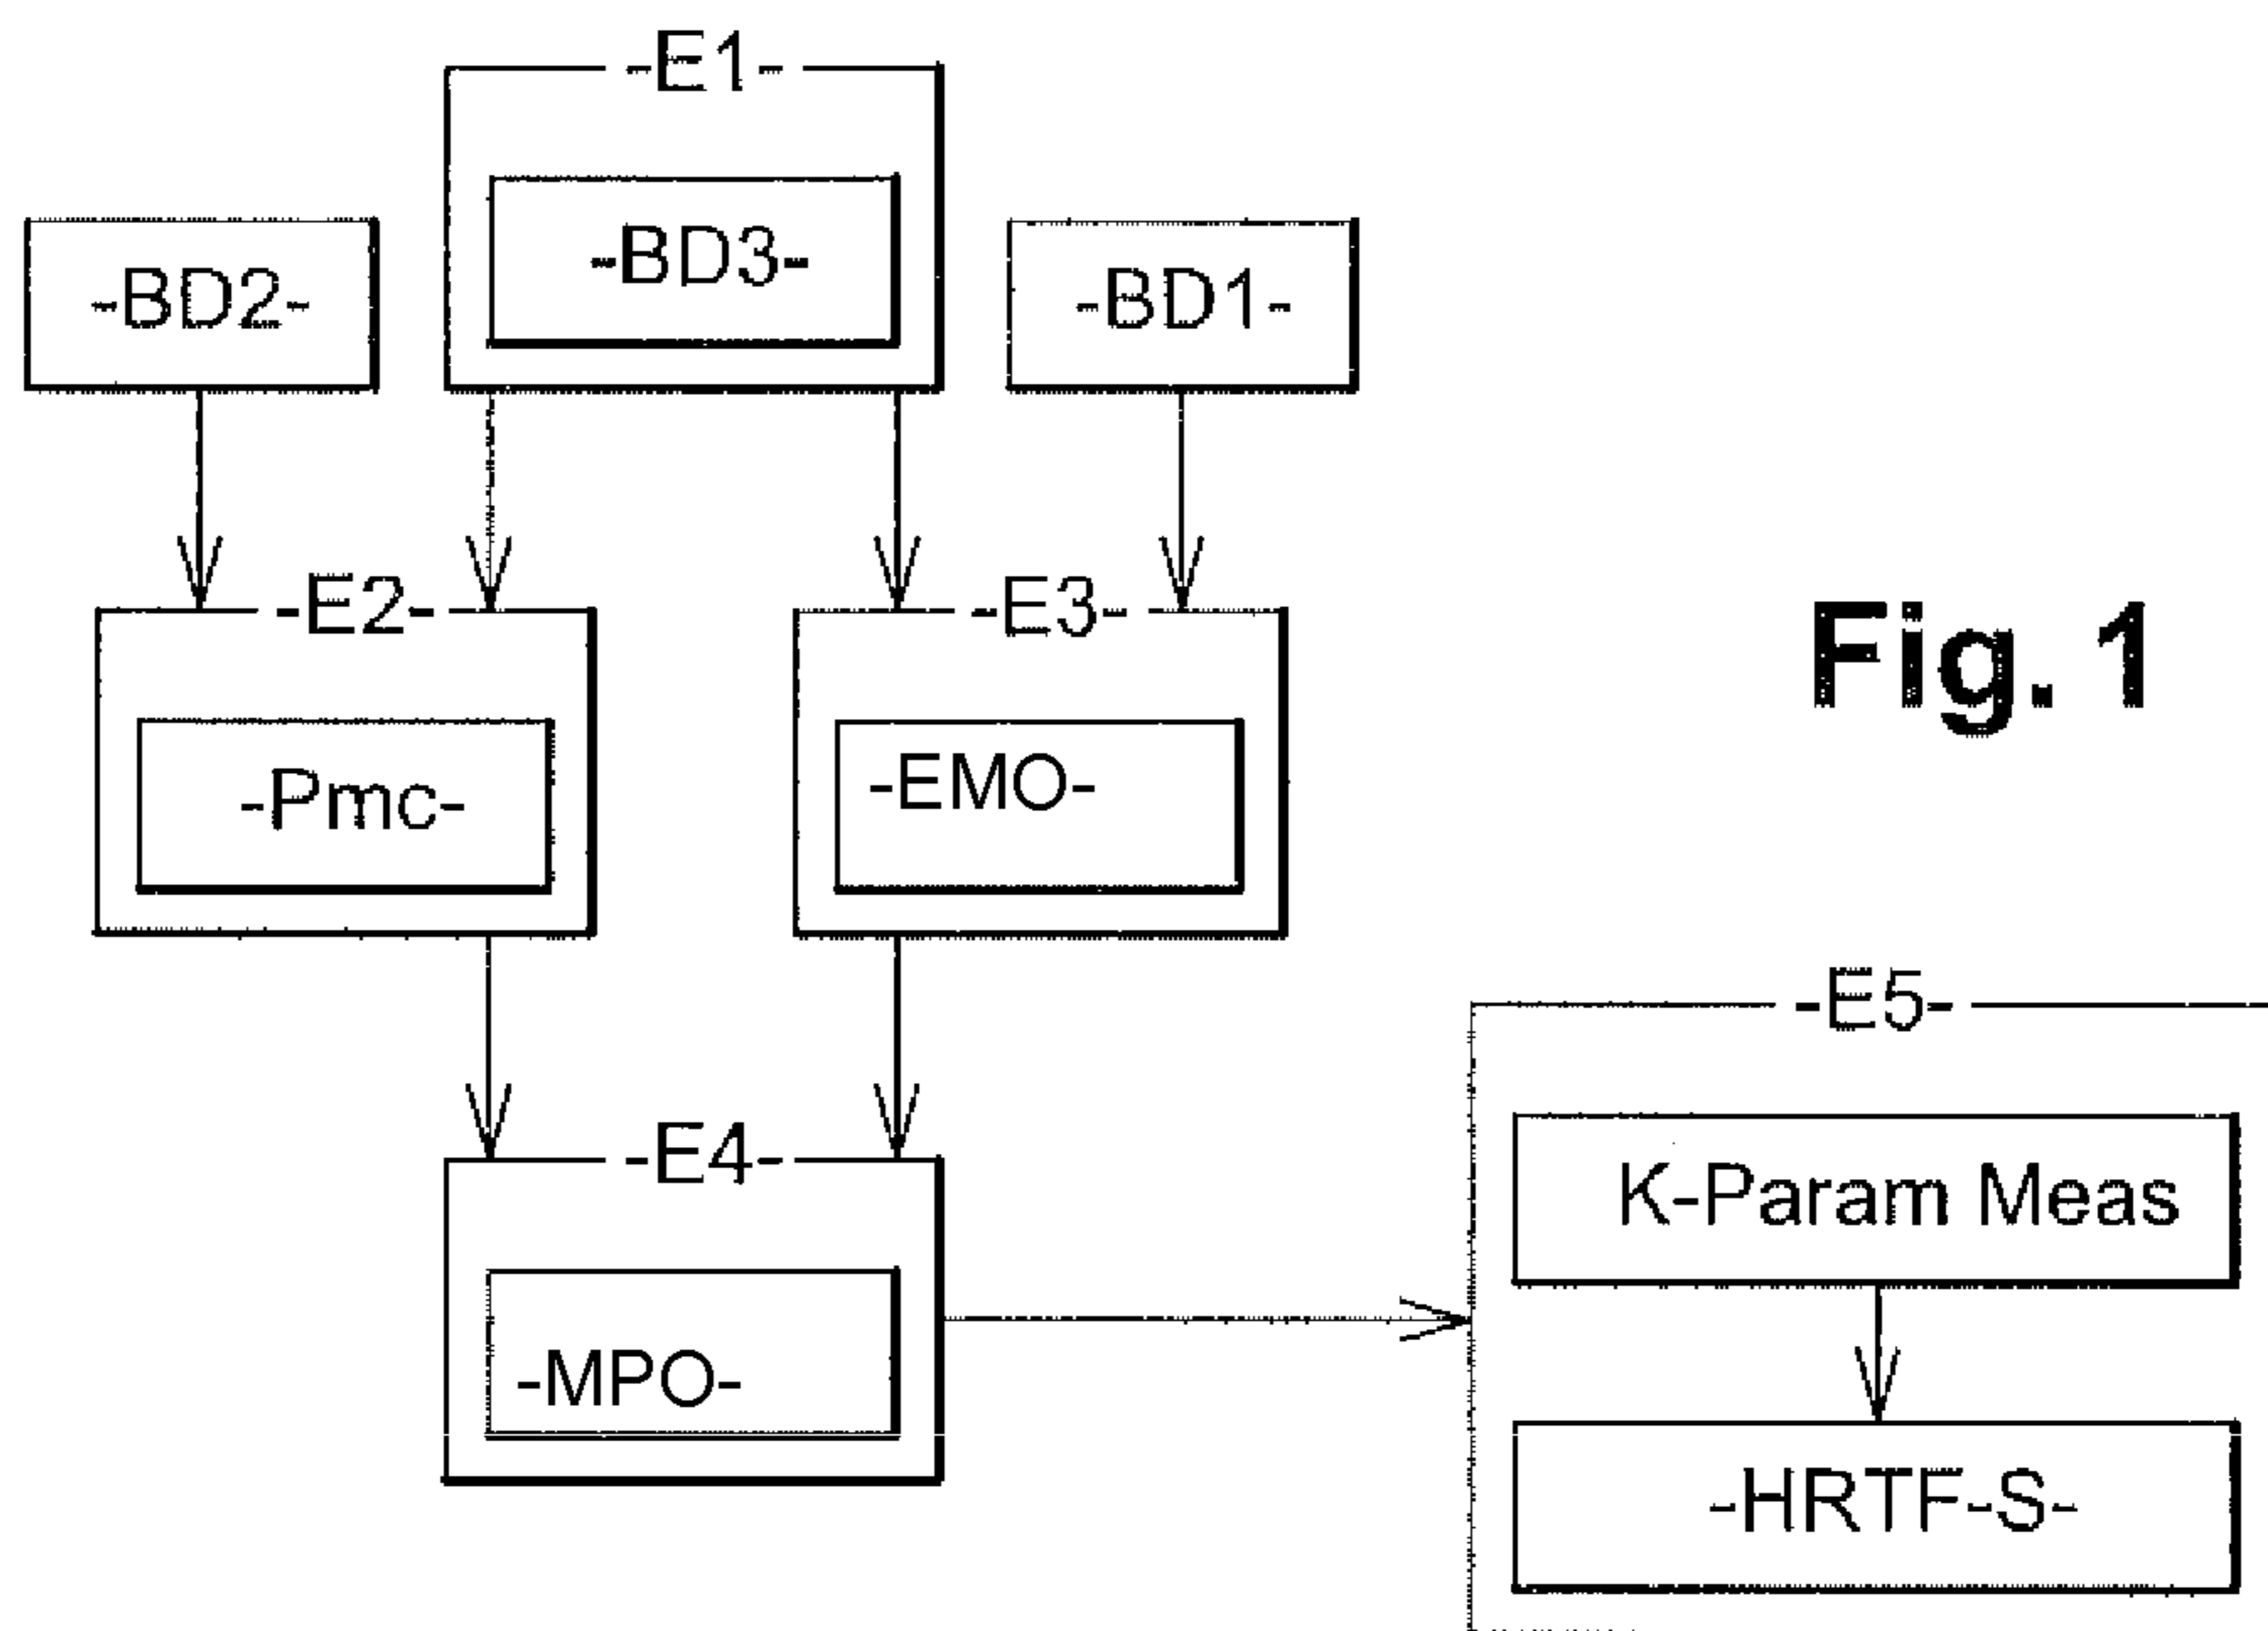 -E1-
-BD2-
-BD3-
-BD1-
-E2-
-E3-
Fig. 1
-Pmc-
-EMO-
-E5-
-E4-
K-Param Meas
-MPO-
-HRTF-S-